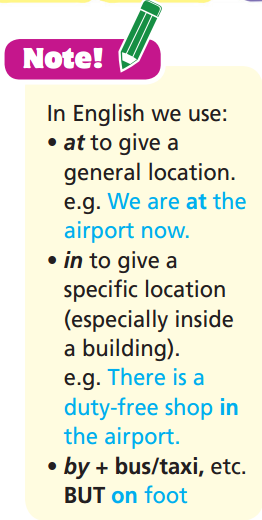 Note!
In English we use:
• at to give a
general location.
e.g. We are at the
airport now.
• in to give a
specific location
(especially inside
a building).
e.g. There is a
duty-free shop in
the airport.
• by + bus/taxi, etc.
BUT on foot